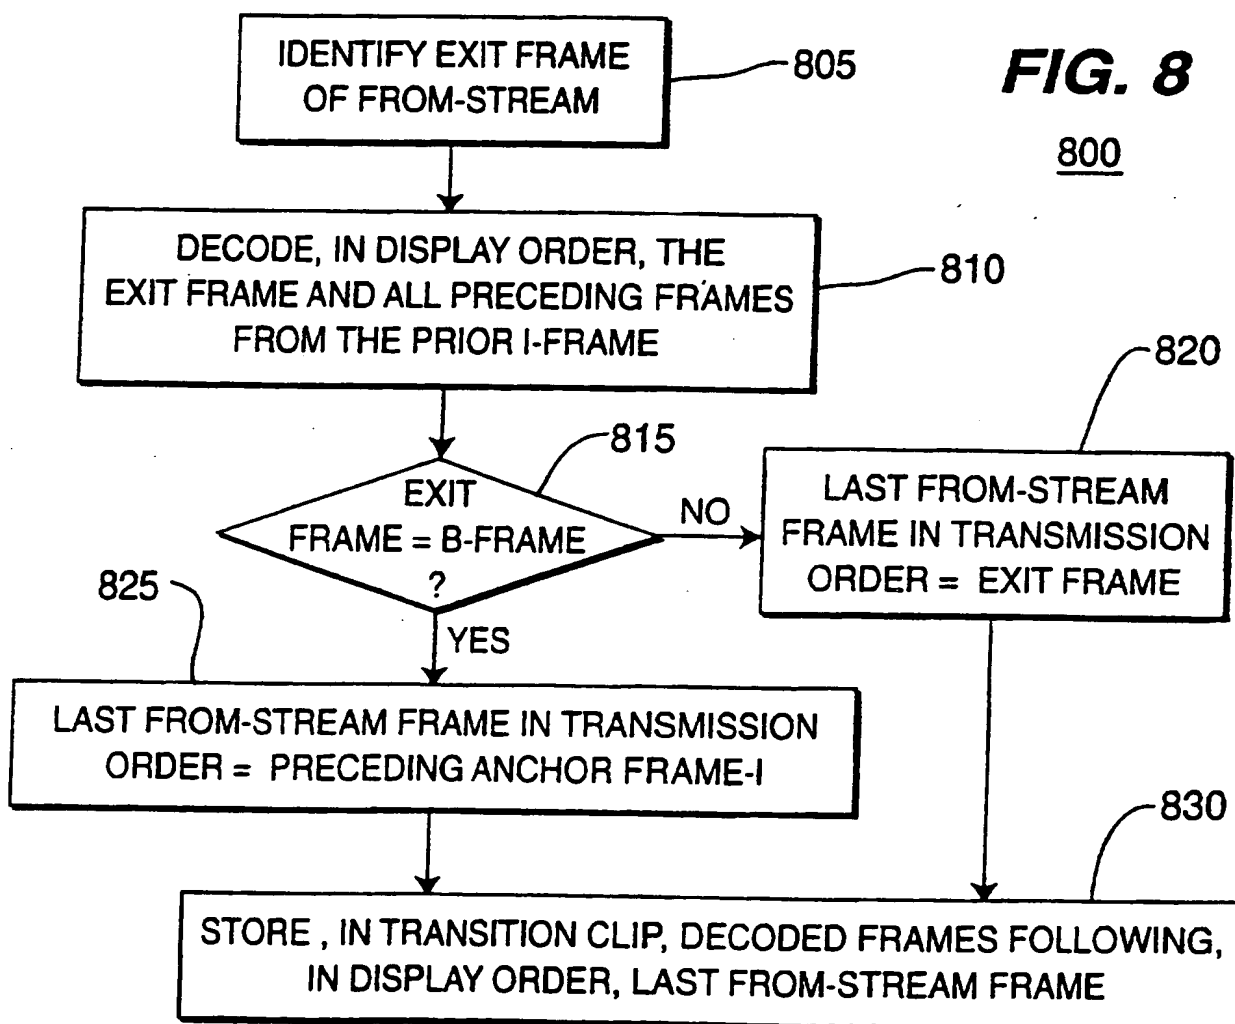 FIG. 8
800
IDENTIFY EXIT FRAME
OF FROM-STREAM
805
DECODE, IN DISPLAY ORDER, THE
EXIT FRAME AND ALL PRECEDING FRAMES
FROM THE PRIOR I-FRAME
810
EXIT
FRAME = B-FRAME
?
815
NO
820
LAST FROM-STREAM
FRAME IN TRANSMISSION
ORDER = EXIT FRAME
YES
825
LAST FROM-STREAM FRAME IN TRANSMISSION
ORDER = PRECEDING ANCHOR FRAME-I
830
STORE , IN TRANSITION CLIP, DECODED FRAMES FOLLOWING,
IN DISPLAY ORDER, LAST FROM-STREAM FRAME